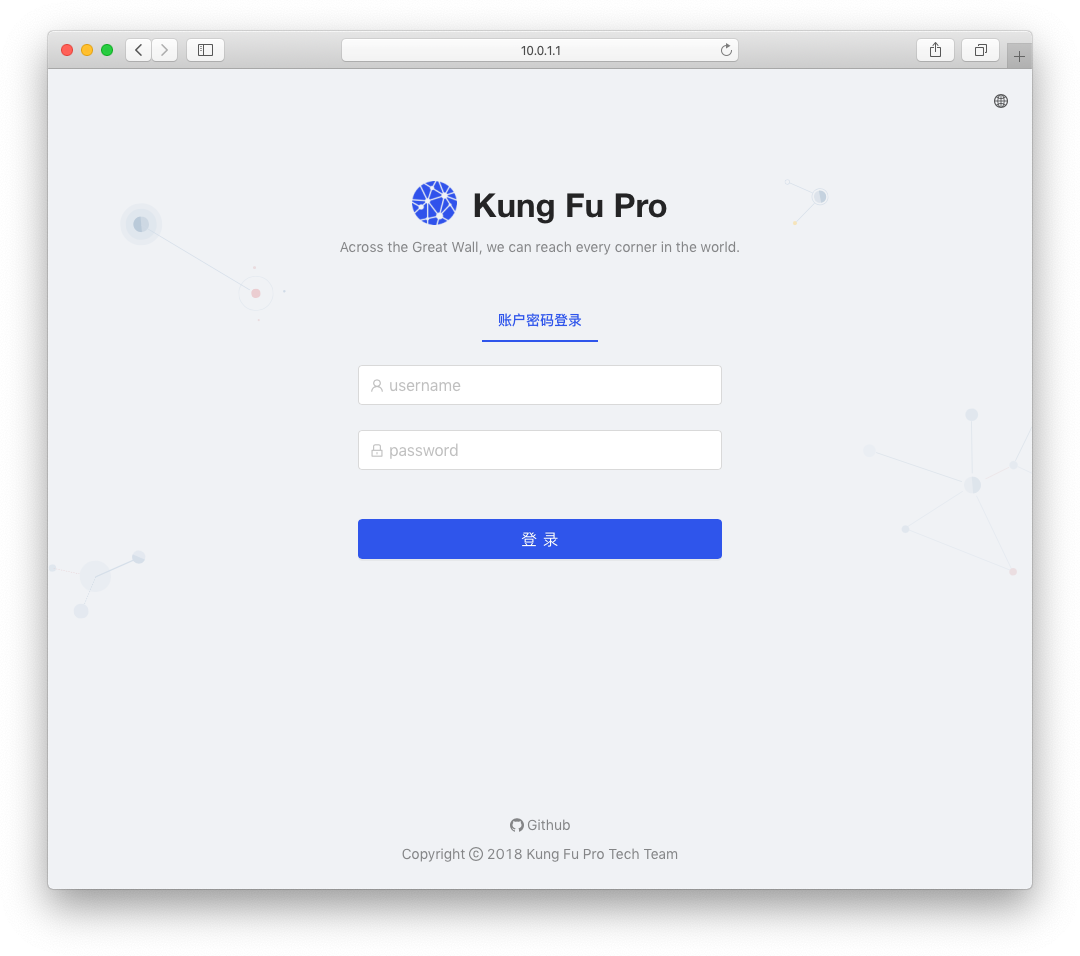 10.0.1.1
Kung Fu Pro
Across the Great Wall, we can reach every corner in the world.
账户密码登录
username
password
登 录
Github
Copyright © 2018 Kung Fu Pro Tech Team